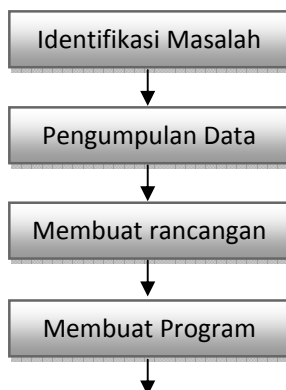 Identifikasi Masalah
Pengumpulan Data
Membuat rancangan
Membuat Program